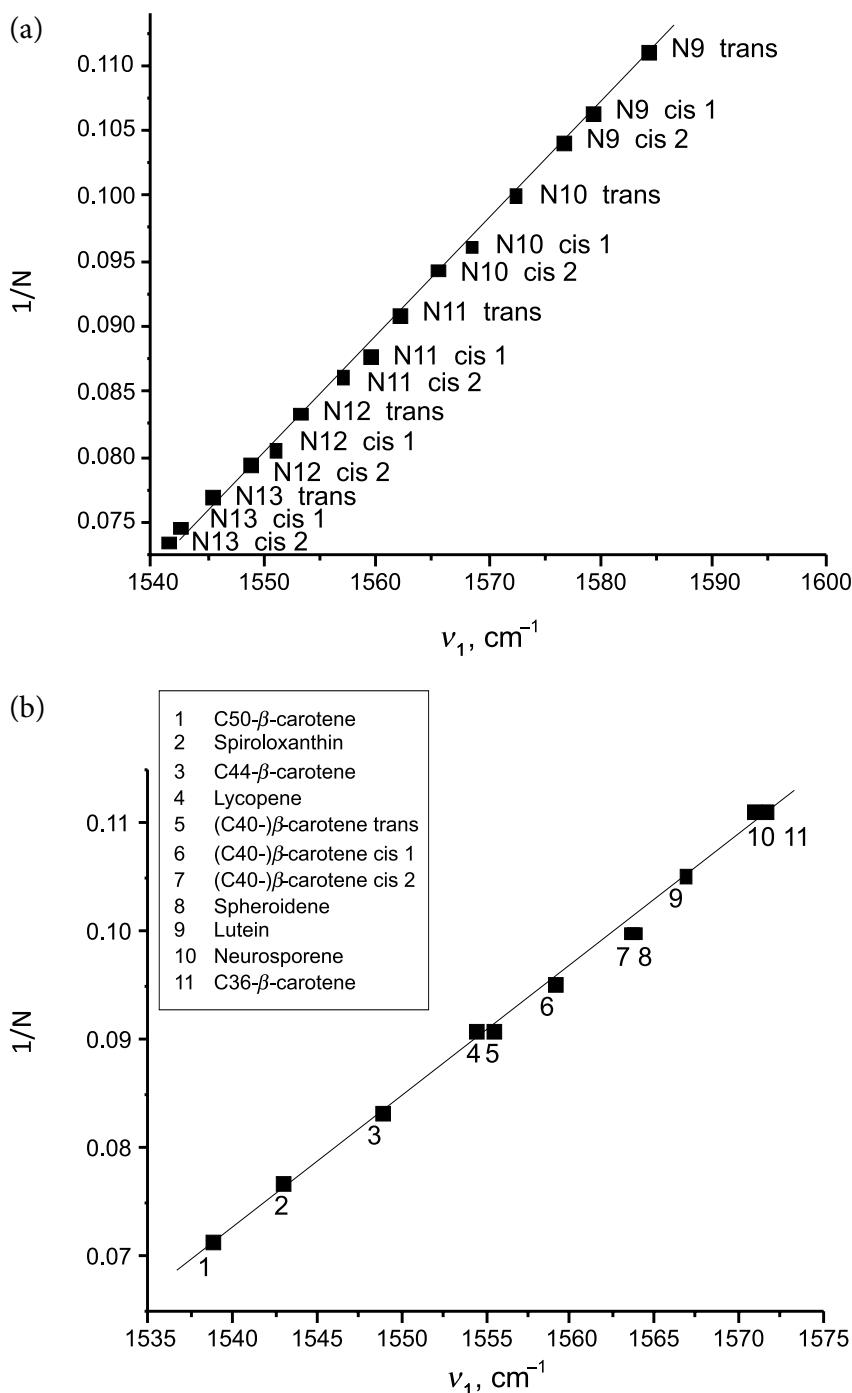 (a)
0.110
0.105
0.100
0.095
0.090
0.085
0.080
0.075
1/N
N9 trans
N9 cis 1
N9 cis 2
N10 trans
N10 cis 1
N10 cis 2
N11 trans
N11 cis 1
N11 cis 2
N12 trans
N12 cis 1
N12 cis 2
N13 trans
N13 cis 1
N13 cis 2
1540 1550 1560 1570 1580 1590 1600
ν₁, cm⁻¹
(b)
1 C50-β-carotene
2 Spiroloxanthin
3 C44-β-carotene
4 Lycopene
5 (C40-)β-carotene trans
6 (C40-)β-carotene cis 1
7 (C40-)β-carotene cis 2
8 Spheroidene
9 Lutein
10 Neurosporene
11 C36-β-carotene
0.11
0.10
0.09
0.08
0.07
1/N
10 11
9
7 8
6
4 5
3
2
1
1535 1540 1545 1550 1555 1560 1565 1570 1575
ν₁, cm⁻¹